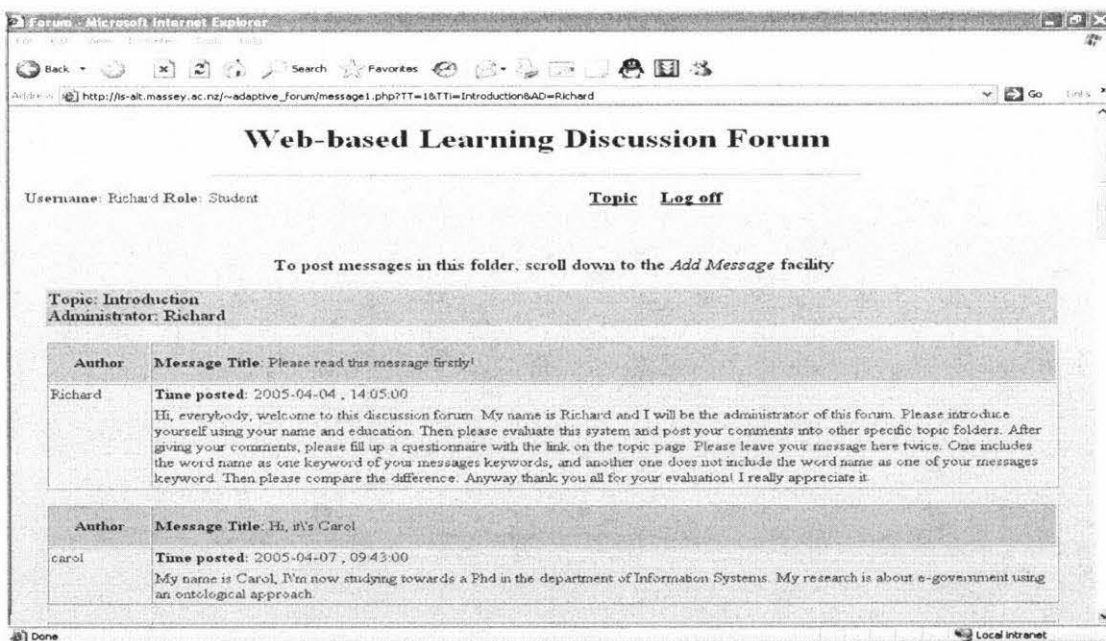 Forum - Microsoft Internet Explorer
Back Search Favorites
http://is-alt.massey.ac.nz/~adaptive_forum/message1.php?TT=1&TTi=Introduction&AD=Richard Go Links
Web-based Learning Discussion Forum
Username: Richard Role: Student Topic Log off
To post messages in this folder, scroll down to the Add Message facility
Topic: Introduction
Administrator: Richard
Author Message Title: Please read this message firstly!
Richard Time posted: 2005-04-04 , 14:05:00
Hi, everybody, welcome to this discussion forum. My name is Richard and I will be the administrator of this forum. Please introduce
yourself using your name and education. Then please evaluate this system and post your comments into other specific topic folders. After
giving your comments, please fill up a questionnaire with the link on the topic page. Please leave your message here twice. One includes
the word name as one keyword of your messages keywords, and another one does not include the word name as one of your messages
keyword. Then please compare the difference. Anyway thank you all for your evaluation! I really appreciate it.
Author Message Title: Hi, it\'s Carol
carol Time posted: 2005-04-07 , 09:43:00
My name is Carol, I\'m now studying towards a Phd in the department of Information Systems. My research is about e-government using
an ontological approach.
Done Local intranet